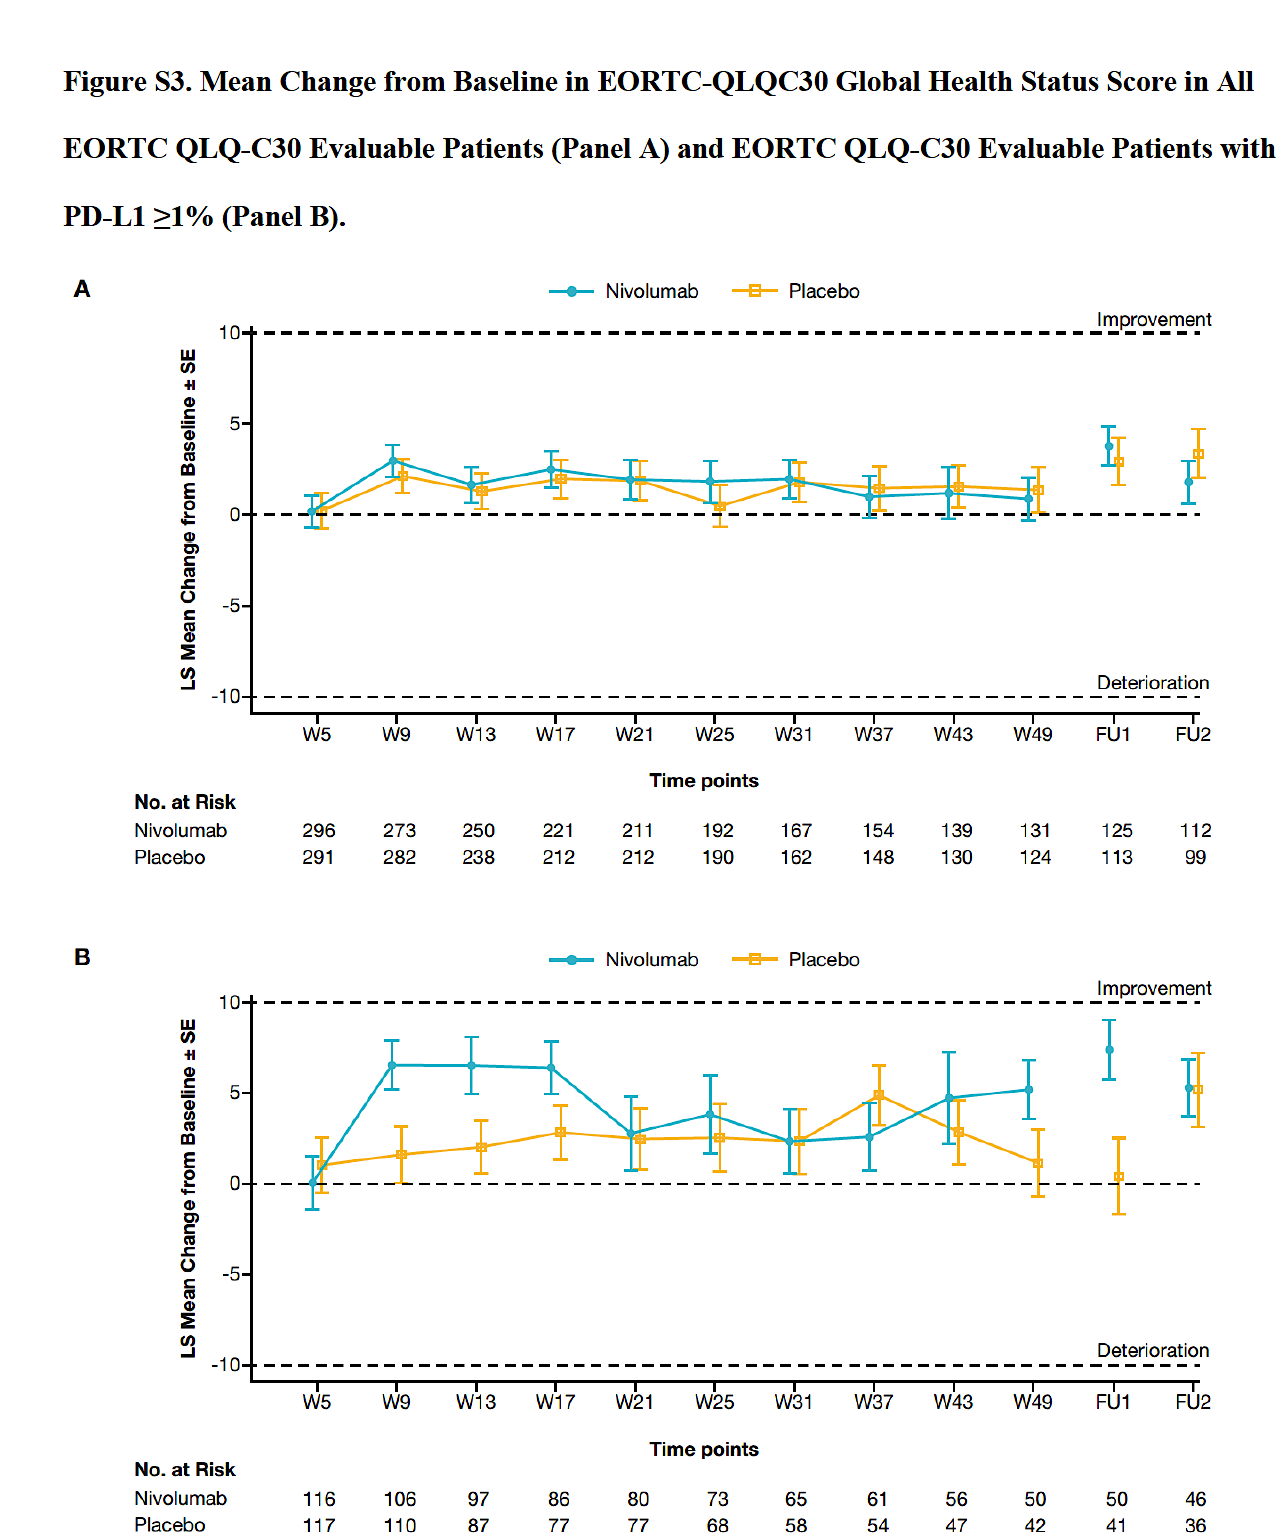 Figure S3. Mean Change from Baseline in EORTC-QLQC30 Global Health Status Score in All
EORTC QLQ-C30 Evaluable Patients (Panel A) and EORTC QLQ-C30 Evaluable Patients with
PD-L1 ≥1% (Panel B).
A
Nivolumab Placebo
Improvement
10
5
0
-5
-10
LS Mean Change from Baseline ± SE
Deterioration
W5 W9 W13 W17 W21 W25 W31 W37 W43 W49 FU1 FU2
Time points
No. at Risk
Nivolumab 296 273 250 221 211 192 167 154 139 131 125 112
Placebo 291 282 238 212 212 190 162 148 130 124 113 99
B
Nivolumab Placebo
Improvement
10
5
0
-5
-10
LS Mean Change from Baseline ± SE
Deterioration
W5 W9 W13 W17 W21 W25 W31 W37 W43 W49 FU1 FU2
Time points
No. at Risk
Nivolumab 116 106 97 86 80 73 65 61 56 50 50 46
Placebo 117 110 87 77 77 68 58 54 47 42 41 36